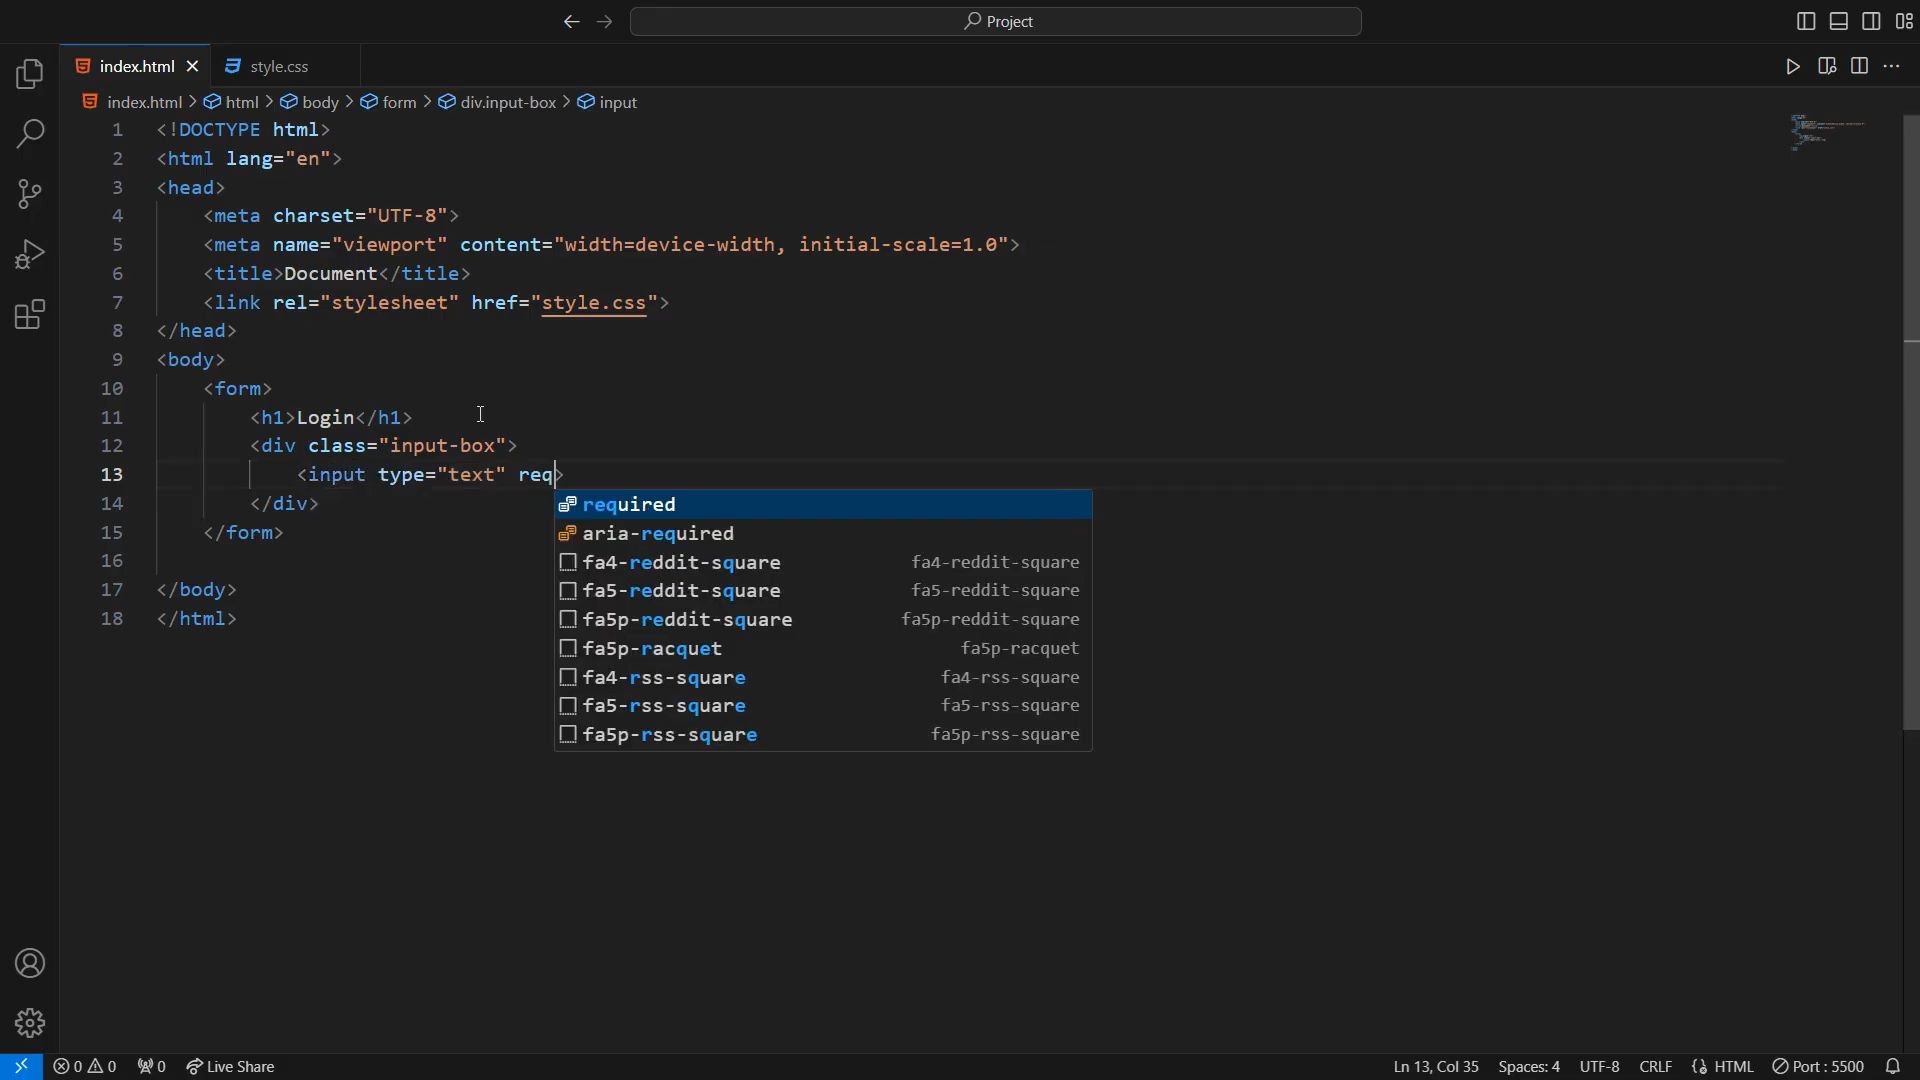 Project
index.html
style.css
index.html html body form div.input-box input
1 <!DOCTYPE html>
2 <html lang="en">
3 <head>
4 <meta charset="UTF-8">
5 <meta name="viewport" content="width=device-width, initial-scale=1.0">
6 <title>Document</title>
7 <link rel="stylesheet" href="style.css">
8 </head>
9 <body>
10 <form>
11 <h1>Login</h1>
12 <div class="input-box">
13 <input type="text" req>
14 </div>
15 </form>
16
17 </body>
18 </html>
required
aria-required
fa4-reddit-square fa4-reddit-square
fa5-reddit-square fa5-reddit-square
fa5p-reddit-square fa5p-reddit-square
fa5p-racquet fa5p-racquet
fa4-rss-square fa4-rss-square
fa5-rss-square fa5-rss-square
fa5p-rss-square fa5p-rss-square
0 0 0 Live Share Ln 13, Col 35 Spaces: 4 UTF-8 CRLF HTML Port : 5500